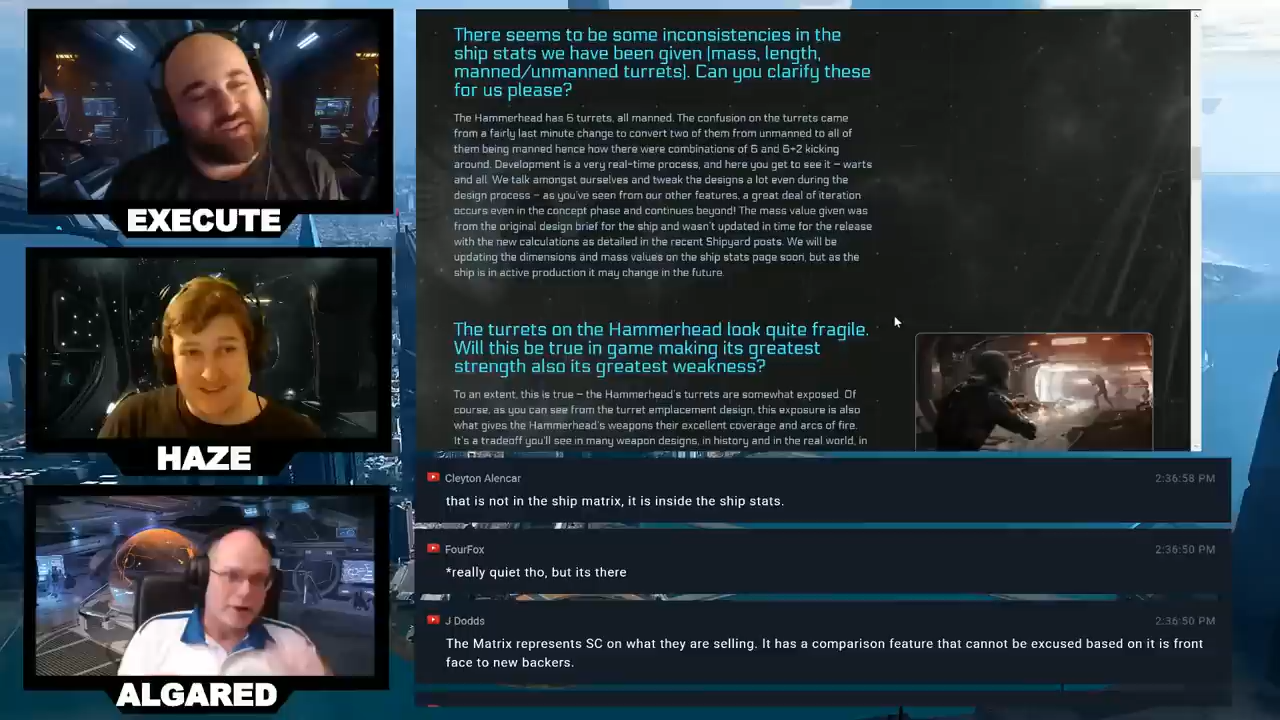 EXECUTE
HAZE
ALGARED
There seems to be some inconsistencies in the
ship stats we have been given [mass, length,
manned/unmanned turrets]. Can you clarify these
for us please?
The Hammerhead has 6 turrets, all manned. The confusion on the turrets came
from a fairly last minute change to convert two of them from unmanned to all of
them being manned hence how there were combinations of 6 and 6+2 kicking
around. Development is a very real-time process, and here you get to see it – warts
and all. We talk amongst ourselves and tweak the designs a lot even during the
design process – as you've seen from our other features, a great deal of iteration
occurs even in the concept phase and continues beyond! The mass value given was
from the original design brief for the ship and wasn't updated in time for the release
with the new calculations as detailed in the recent Shipyard posts. We will be
updating the dimensions and mass values on the ship stats page soon, but as the
ship is in active production it may change in the future.
The turrets on the Hammerhead look quite fragile.
Will this be true in game making its greatest
strength also its greatest weakness?
To an extent, this is true – the Hammerhead's turrets are somewhat exposed. Of
course, as you can see from the turret emplacement design, this exposure is also
what gives the Hammerhead's weapons their excellent coverage and arcs of fire.
It's a tradeoff you'll see in many weapon designs, in history and in the real world, in
Cleyton Alencar
2:36:58 PM
that is not in the ship matrix, it is inside the ship stats.
FourFox
2:36:50 PM
*really quiet tho, but its there
J Dodds
2:36:50 PM
The Matrix represents SC on what they are selling. It has a comparison feature that cannot be excused based on it is front
face to new backers.